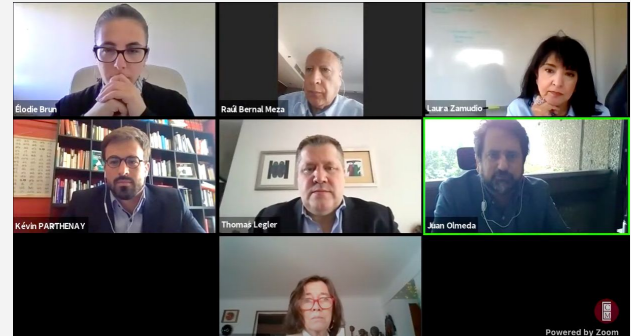 Élodie Brun
Raúl Bernal Meza
Laura Zamudio
Kévin PARTHENAY
Thomas Legler
Juan Olmeda
Powered by Zoom